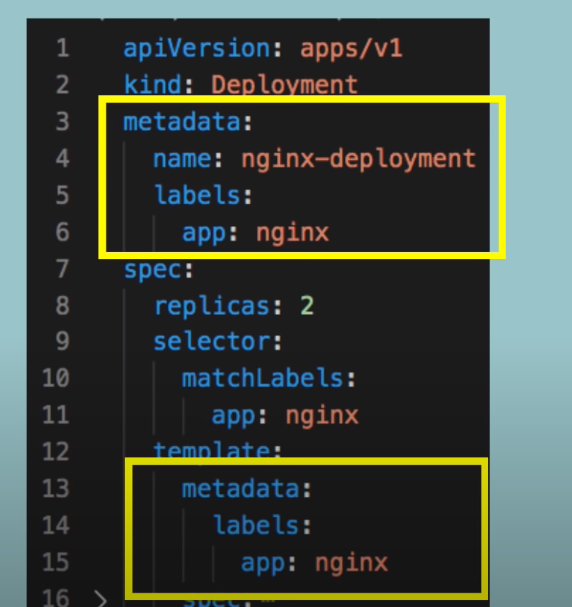 1 apiVersion: apps/v1
2 kind: Deployment
3 metadata:
4 name: nginx-deployment
5 labels:
6 app: nginx
7 spec:
8 replicas: 2
9 selector:
10 matchLabels:
11 app: nginx
12 template:
13 metadata:
14 labels:
15 app: nginx
16 > spec: